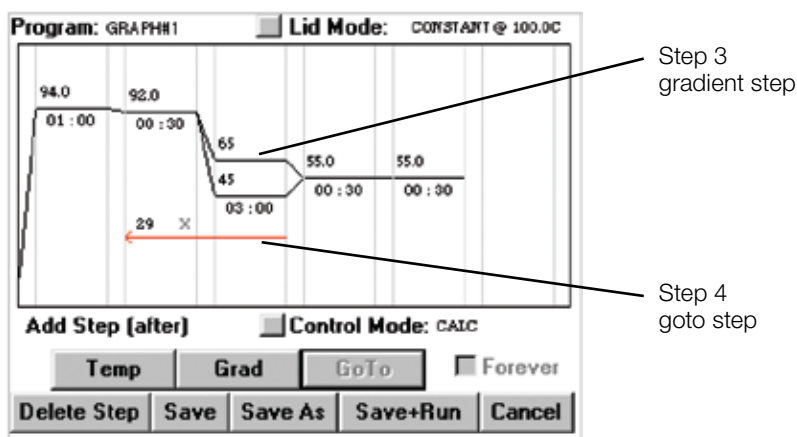 Program: GRAPH#1 Lid Mode: CONSTANT @ 100.0C
Step 3
gradient step
94.0
01:00
92.0
00:30
65
45
03:00
55.0
00:30
55.0
00:30
29 X
Step 4
goto step
Add Step (after) Control Mode: CALC
Temp Grad GoTo Forever
Delete Step Save Save As Save+Run Cancel